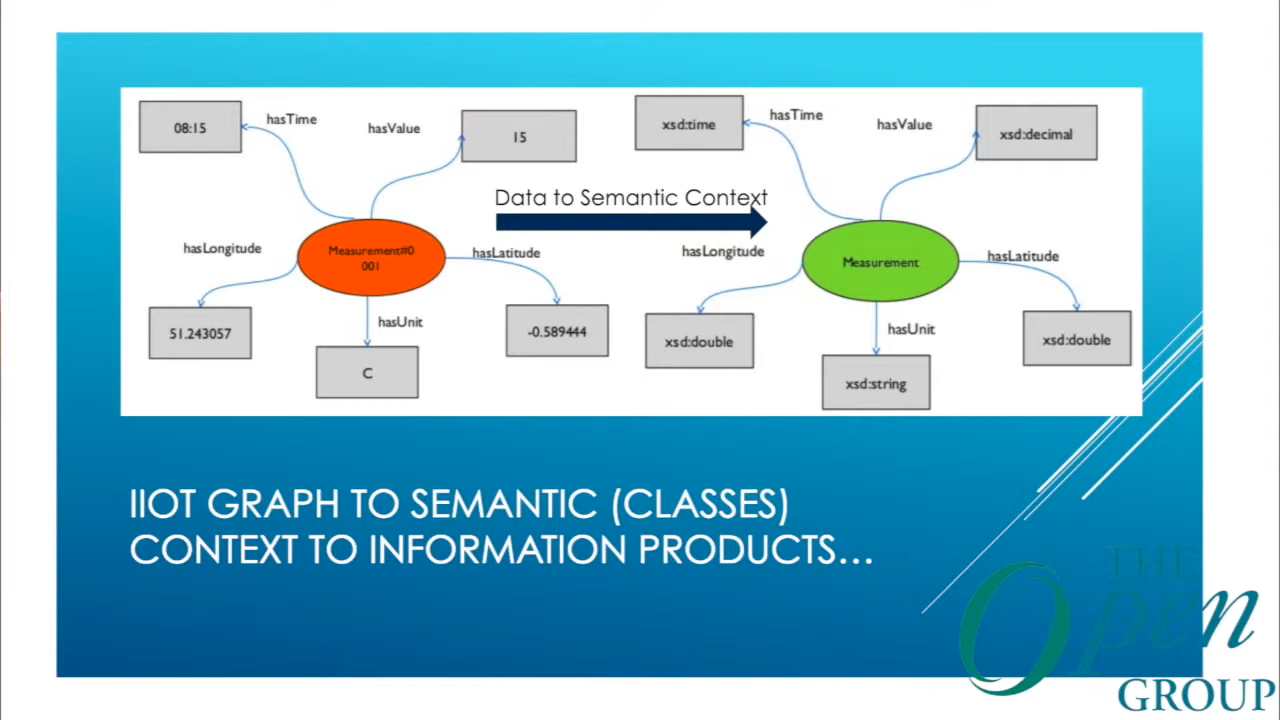 08:15
hasTime
hasValue
15
xsd:time
hasTime
hasValue
xsd:decimal
Data to Semantic Context
hasLongitude
Measurement#0
001
hasLatitude
hasLongitude
Measurement
hasLatitude
51.243057
hasUnit
-0.589444
xsd:double
hasUnit
xsd:double
C
xsd:string
IIOT GRAPH TO SEMANTIC (CLASSES)
CONTEXT TO INFORMATION PRODUCTS...
THE
Open
GROUP